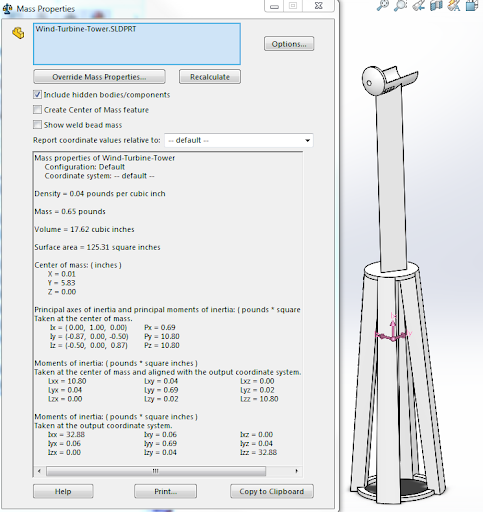 Mass Properties
Wind-Turbine-Tower.SLDPRT
Options...
Override Mass Properties...
Recalculate
Include hidden bodies/components
Create Center of Mass feature
Show weld bead mass
Report coordinate values relative to: -- default --
Mass properties of Wind-Turbine-Tower
Configuration: Default
Coordinate system: -- default --
Density = 0.04 pounds per cubic inch
Mass = 0.65 pounds
Volume = 17.62 cubic inches
Surface area = 125.31 square inches
Center of mass: ( inches )
X = 0.01
Y = 5.83
Z = 0.00
Principal axes of inertia and principal moments of inertia: ( pounds * square
Taken at the center of mass.
Ix = (0.00, 1.00, 0.00) Px = 0.69
Iy = (-0.87, 0.00, -0.50) Py = 10.80
Iz = (-0.50, 0.00, 0.87) Pz = 10.80
Moments of inertia: ( pounds * square inches )
Taken at the center of mass and aligned with the output coordinate system.
Lxx = 10.80 Lxy = 0.04 Lxz = 0.00
Lyx = 0.04 Lyy = 0.69 Lyz = 0.02
Lzx = 0.00 Lzy = 0.02 Lzz = 10.80
Moments of inertia: ( pounds * square inches )
Taken at the output coordinate system.
Ixx = 32.88 Ixy = 0.06 Ixz = 0.00
Iyx = 0.06 Iyy = 0.69 Iyz = 0.04
Izx = 0.00 Izy = 0.04 Izz = 32.88
Help
Print...
Copy to Clipboard